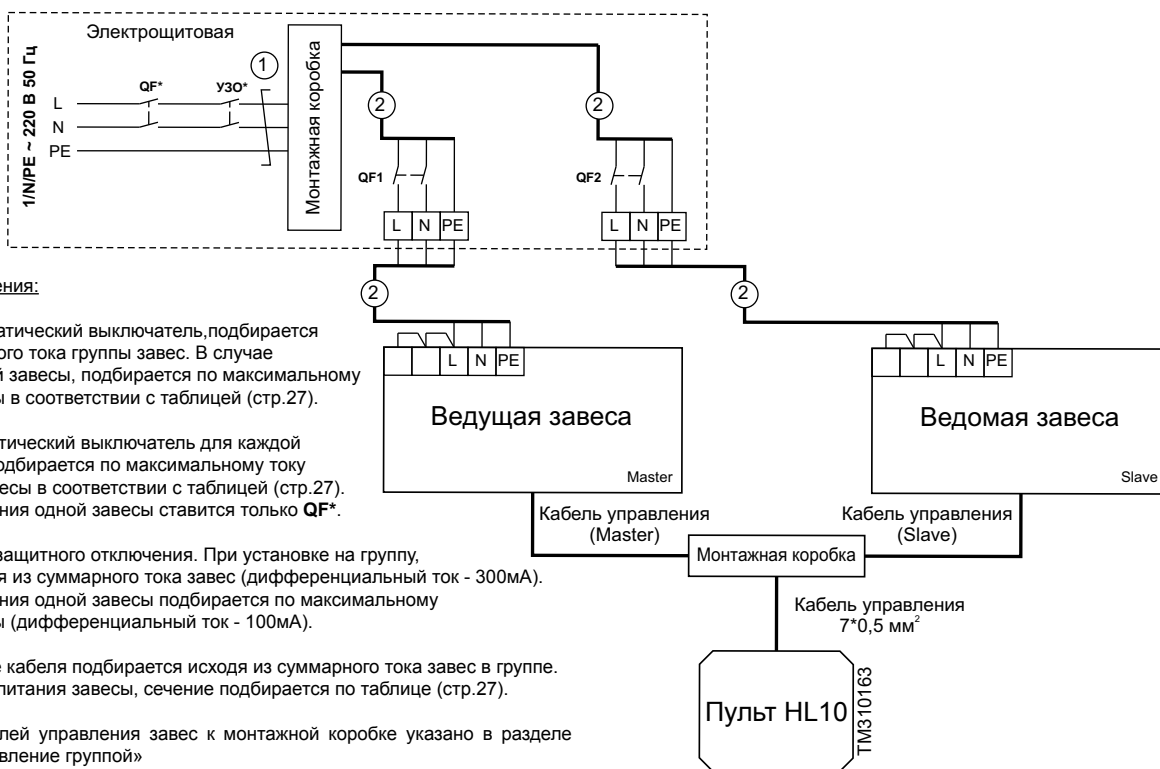 Электрощитовая
1/N/PE ~ 220 В 50 Гц
L
N
PE
QF*
УЗО*
1
Монтажная коробка
2
2
QF1
QF2
L N PE
L N PE
2
2
L N PE
Ведущая завеса
Master
L N PE
Ведомая завеса
Slave
Кабель управления
(Master)
Кабель управления
(Slave)
Монтажная коробка
Кабель управления
7*0,5 мм²
Пульт HL10
TM310163
ения:
атический выключатель,подбирается
ого тока группы завес. В случае
й завесы, подбирается по максимальному
ы в соответствии с таблицей (стр.27).
тический выключатель для каждой
одбирается по максимальному току
есы в соответствии с таблицей (стр.27).
ния одной завесы ставится только QF*.
защитного отключения. При установке на группу,
я из суммарного тока завес (дифференциальный ток - 300мА).
ния одной завесы подбирается по максимальному
ы (дифференциальный ток - 100мА).
е кабеля подбирается исходя из суммарного тока завес в группе.
питания завесы, сечение подбирается по таблице (стр.27).
лей управления завес к монтажной коробке указано в разделе
вление группой»